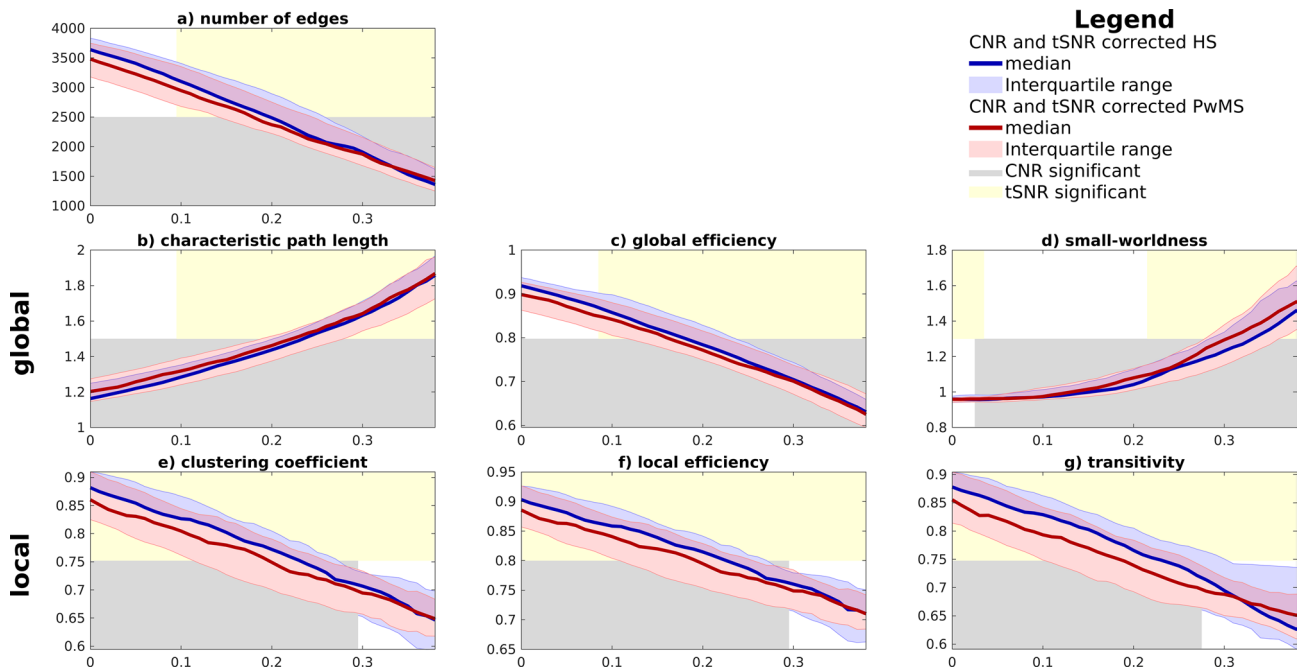 a) number of edges
4000
3500
3000
2500
2000
1500
1000
0 0.1 0.2 0.3
Legend
CNR and tSNR corrected HS
median
Interquartile range
CNR and tSNR corrected PwMS
median
Interquartile range
CNR significant
tSNR significant
global
b) characteristic path length
2
1.8
1.6
1.4
1.2
1
0 0.1 0.2 0.3
c) global efficiency
1
0.9
0.8
0.7
0.6
0 0.1 0.2 0.3
d) small-worldness
1.8
1.6
1.4
1.2
1
0.8
0 0.1 0.2 0.3
local
e) clustering coefficient
0.9
0.85
0.8
0.75
0.7
0.65
0.6
0 0.1 0.2 0.3
f) local efficiency
0.95
0.9
0.85
0.8
0.75
0.7
0.65
0 0.1 0.2 0.3
g) transitivity
0.9
0.85
0.8
0.75
0.7
0.65
0.6
0 0.1 0.2 0.3